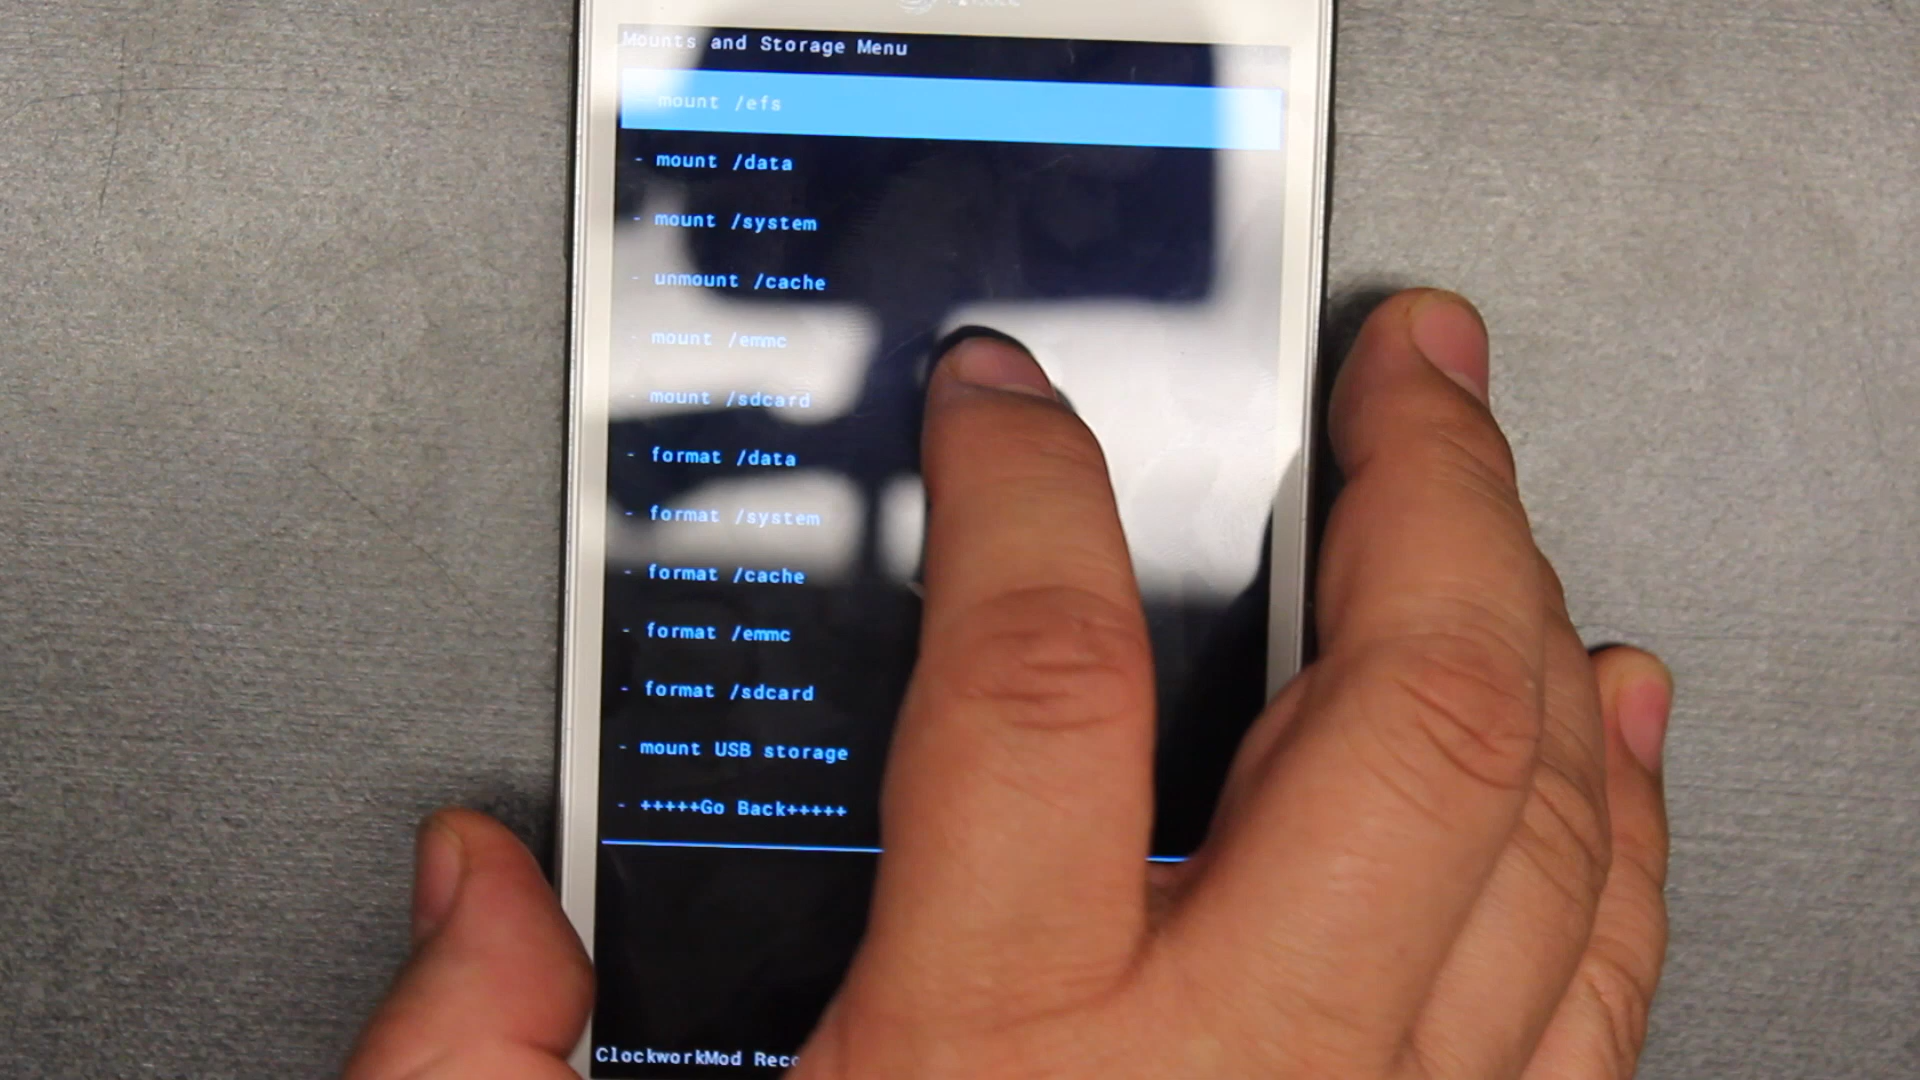 Mounts and Storage Menu
- mount /efs
- mount /data
- mount /system
- unmount /cache
- mount /emmc
- mount /sdcard
- format /data
- format /system
- format /cache
- format /emmc
- format /sdcard
- mount USB storage
- +++++Go Back+++++
ClockworkMod Reco